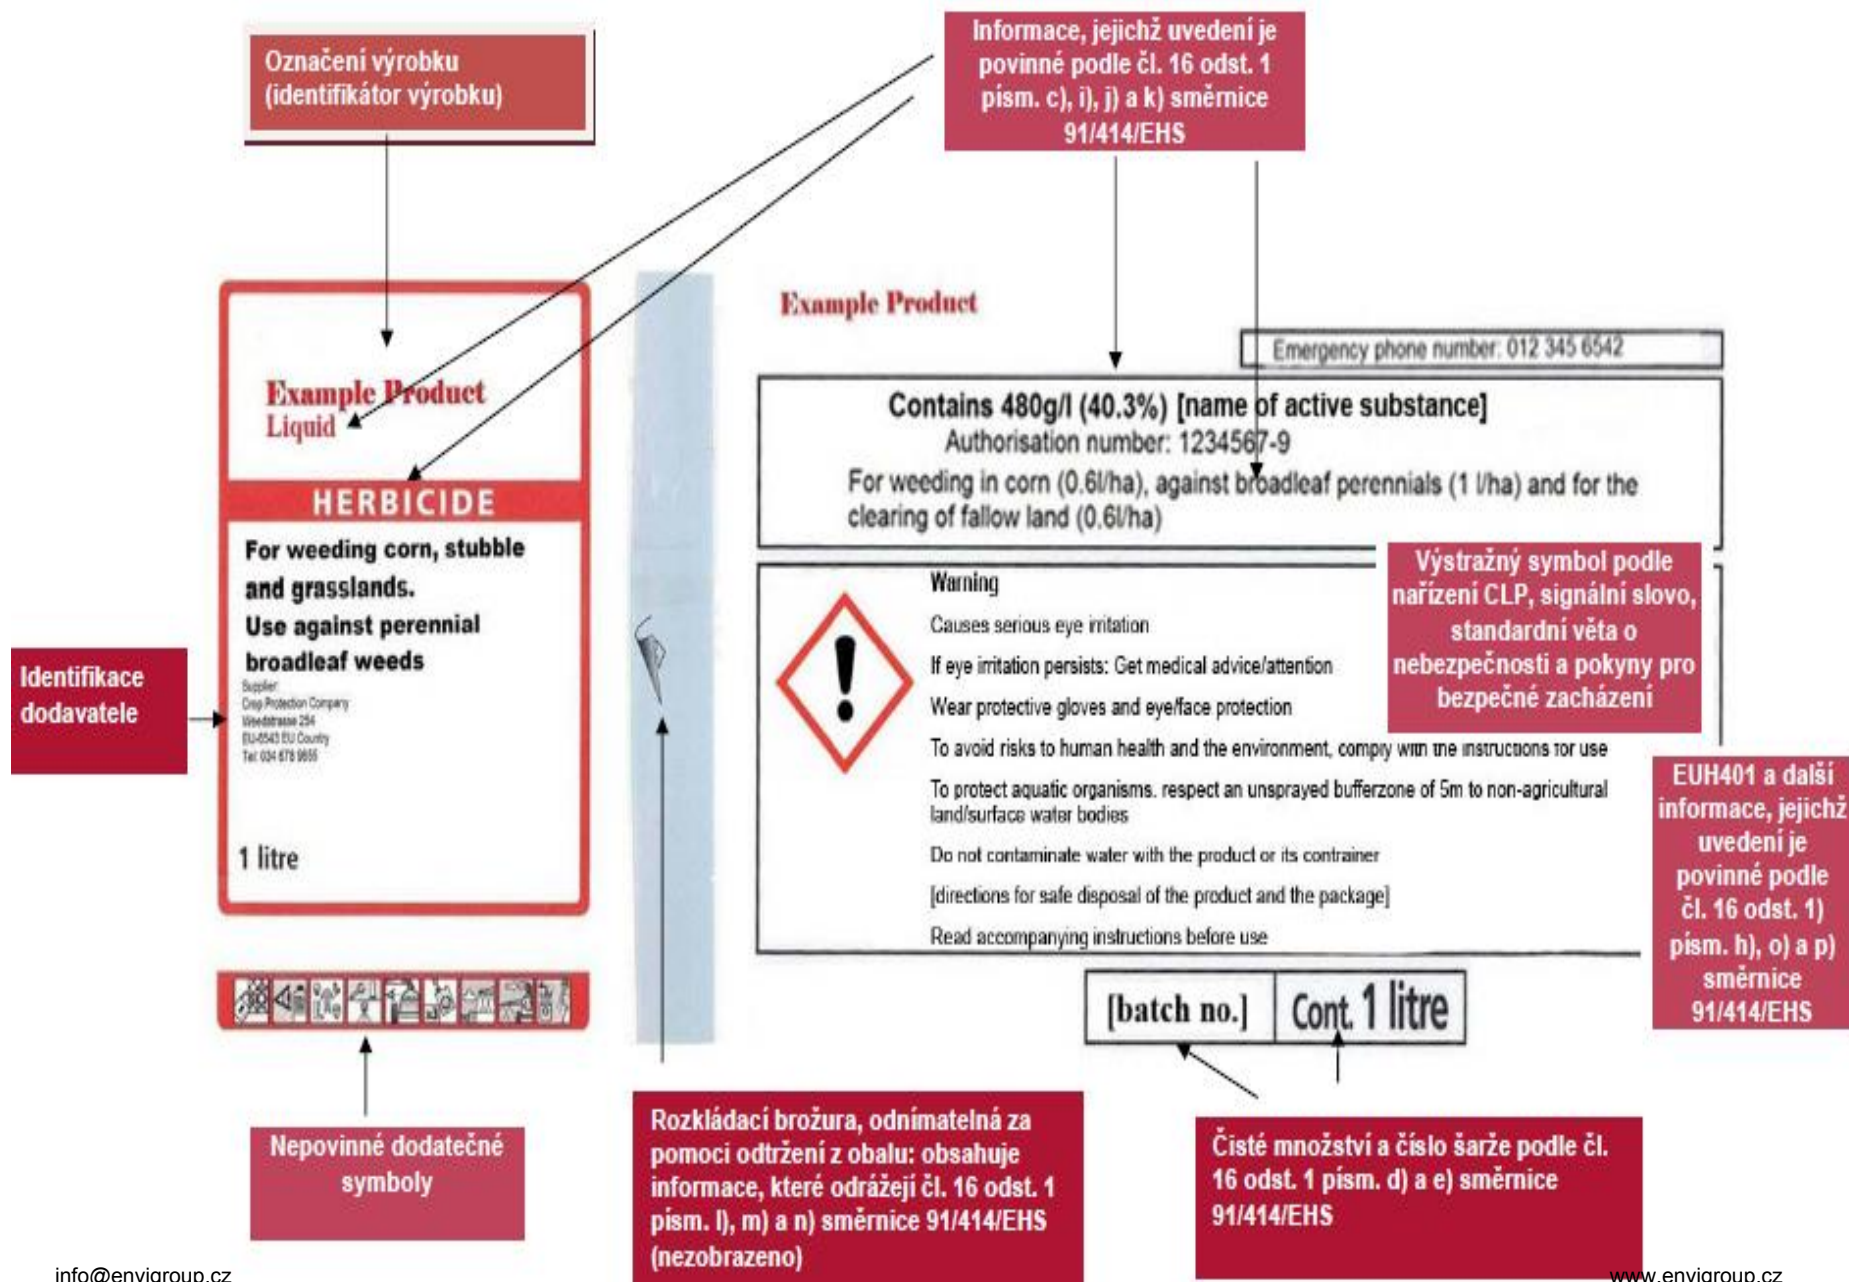 Označení výrobku
(identifikátor výrobku)
Informace, jejichž uvedení je
povinné podle čl. 16 odst. 1
písm. c), i), j) a k) směrnice
91/414/EHS
Example Product
Liquid
HERBICIDE
For weeding corn, stubble
and grasslands.
Use against perennial
broadleaf weeds
Supplier:
Crop Protection Company
Weedstrasse 254
EU-6543 EU Country
Tel: 034 678 9855
1 litre
Identifikace
dodavatele
Nepovinné dodatečné
symboly
Example Product
Emergency phone number: 012 345 6542
Contains 480g/l (40.3%) [name of active substance]
Authorisation number: 1234567-9
For weeding in corn (0.6l/ha), against broadleaf perennials (1 l/ha) and for the
clearing of fallow land (0.6l/ha)
Warning
Causes serious eye irritation
If eye irritation persists: Get medical advice/attention
Wear protective gloves and eye/face protection
To avoid risks to human health and the environment, comply with the instructions for use
To protect aquatic organisms. respect an unsprayed bufferzone of 5m to non-agricultural
land/surface water bodies
Do not contaminate water with the product or its contrainer
[directions for safe disposal of the product and the package]
Read accompanying instructions before use
Výstražný symbol podle
nařízení CLP, signální slovo,
standardní věta o
nebezpečnosti a pokyny pro
bezpečné zacházení
EUH401 a další
informace, jejichž
uvedení je
povinné podle
čl. 16 odst. 1)
písm. h), o) a p)
směrnice
91/414/EHS
[batch no.]
Cont. 1 litre
Rozkládací brožura, odnímatelná za
pomoci odtržení z obalu: obsahuje
informace, které odrážejí čl. 16 odst. 1
písm. l), m) a n) směrnice 91/414/EHS
(nezobrazeno)
Čisté množství a číslo šarže podle čl.
16 odst. 1 písm. d) a e) směrnice
91/414/EHS
info@envigroup.cz
www.envigroup.cz